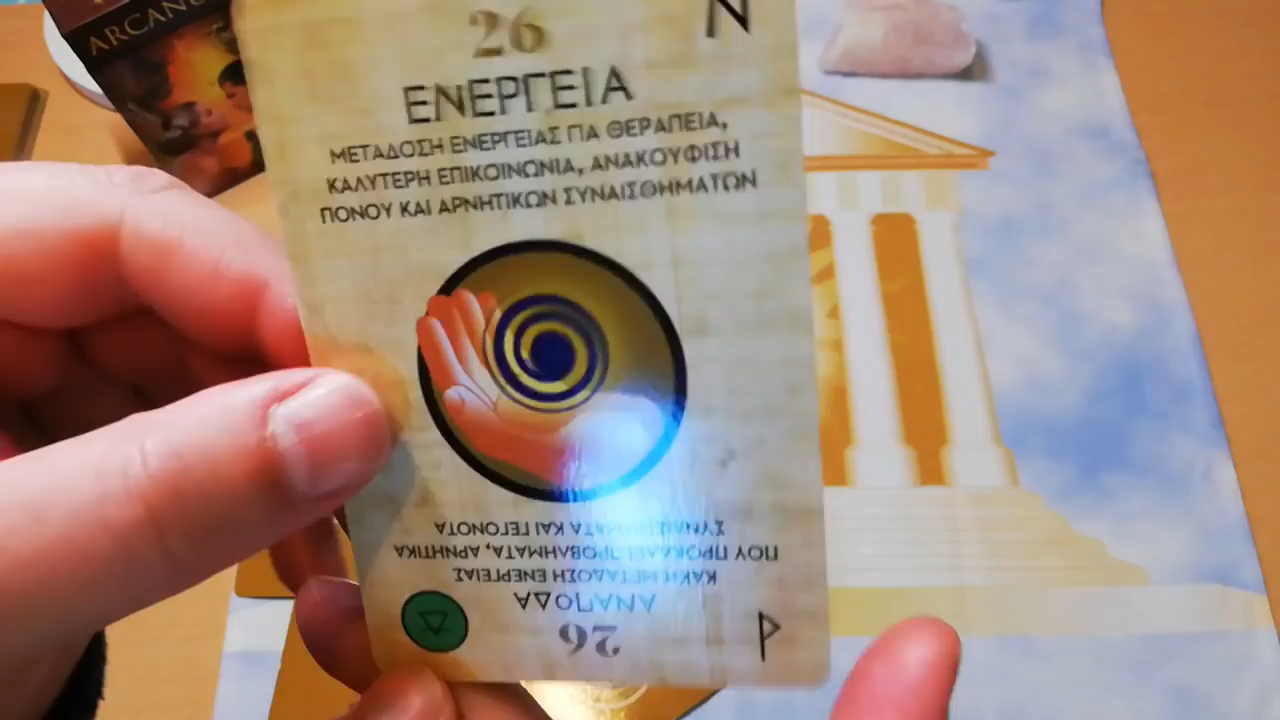 ARCAN
26
N
ΕΝΕΡΓΕΙΑ
ΜΕΤΑΔΟΣΗ ΕΝΕΡΓΕΙΑΣ ΓΙΑ ΘΕΡΑΠΕΙΑ,
ΚΑΛΥΤΕΡΗ ΕΠΙΚΟΙΝΩΝΙΑ, ΑΝΑΚΟΥΦΙΣΗ
ΠΟΝΟΥ ΚΑΙ ΑΡΝΗΤΙΚΩΝ ΣΥΝΑΙΣΘΗΜΑΤΩΝ
26
ΑΝΑΠΟΔΑ
ΚΑΚΗ ΜΕΤΑΔΟΣΗ ΕΝΕΡΓΕΙΑΣ
ΠΟΥ ΠΡΟΚΑΛΕΙ ΠΡΟΒΛΗΜΑΤΑ, ΑΡΝΗΤΙΚΑ
ΣΥΝΑΙΣΘΗΜΑΤΑ ΚΑΙ ΓΕΓΟΝΟΤΑ